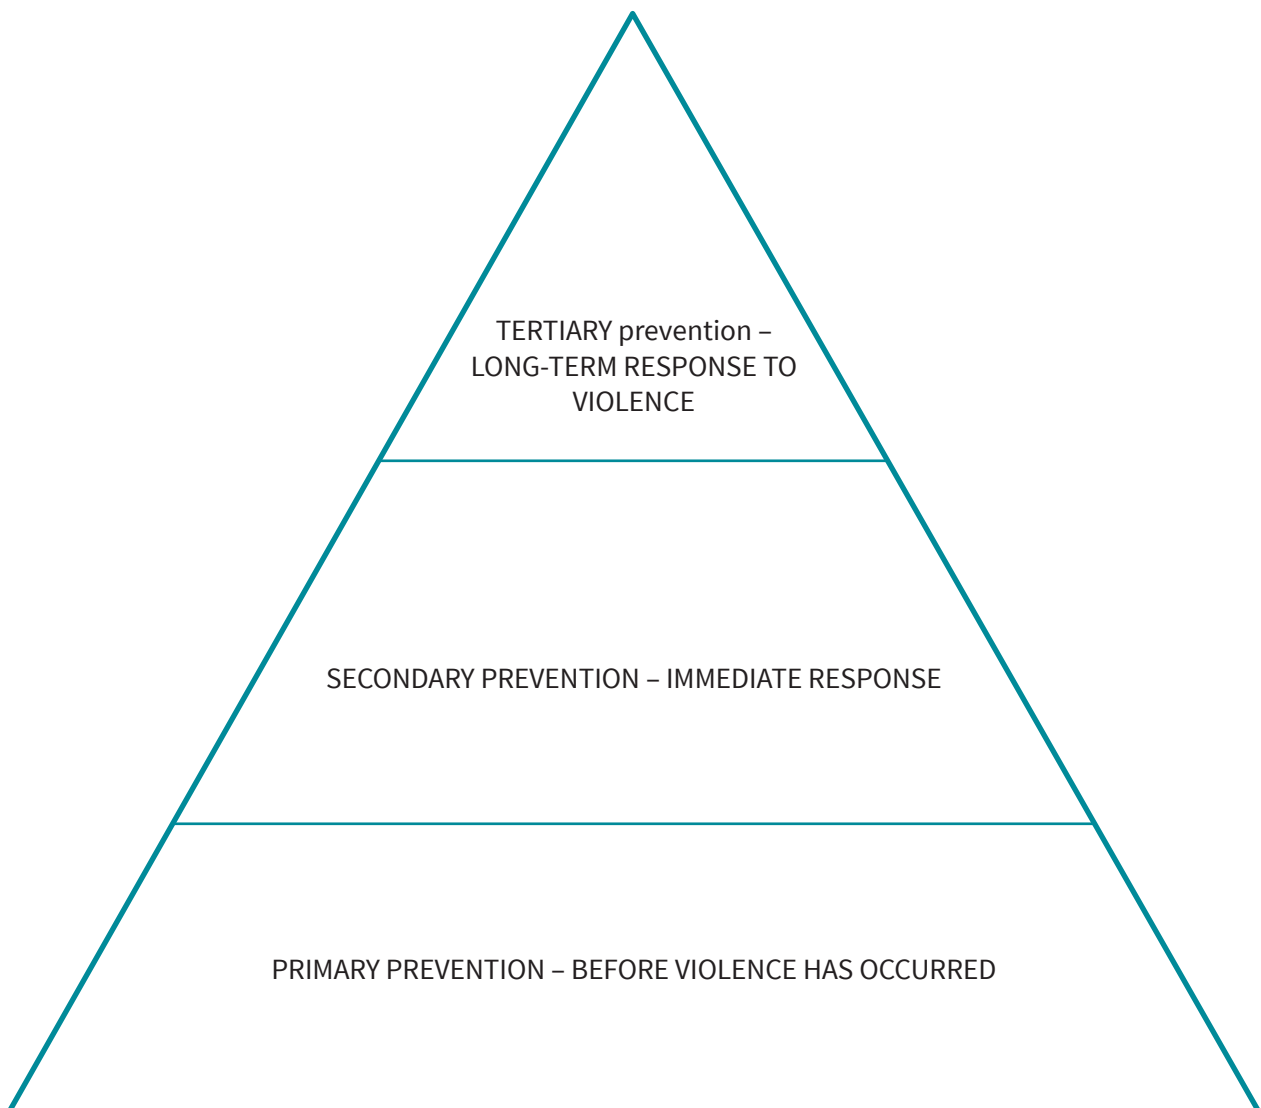 TERTIARY prevention –
LONG-TERM RESPONSE TO
VIOLENCE
SECONDARY PREVENTION – IMMEDIATE RESPONSE
PRIMARY PREVENTION – BEFORE VIOLENCE HAS OCCURRED